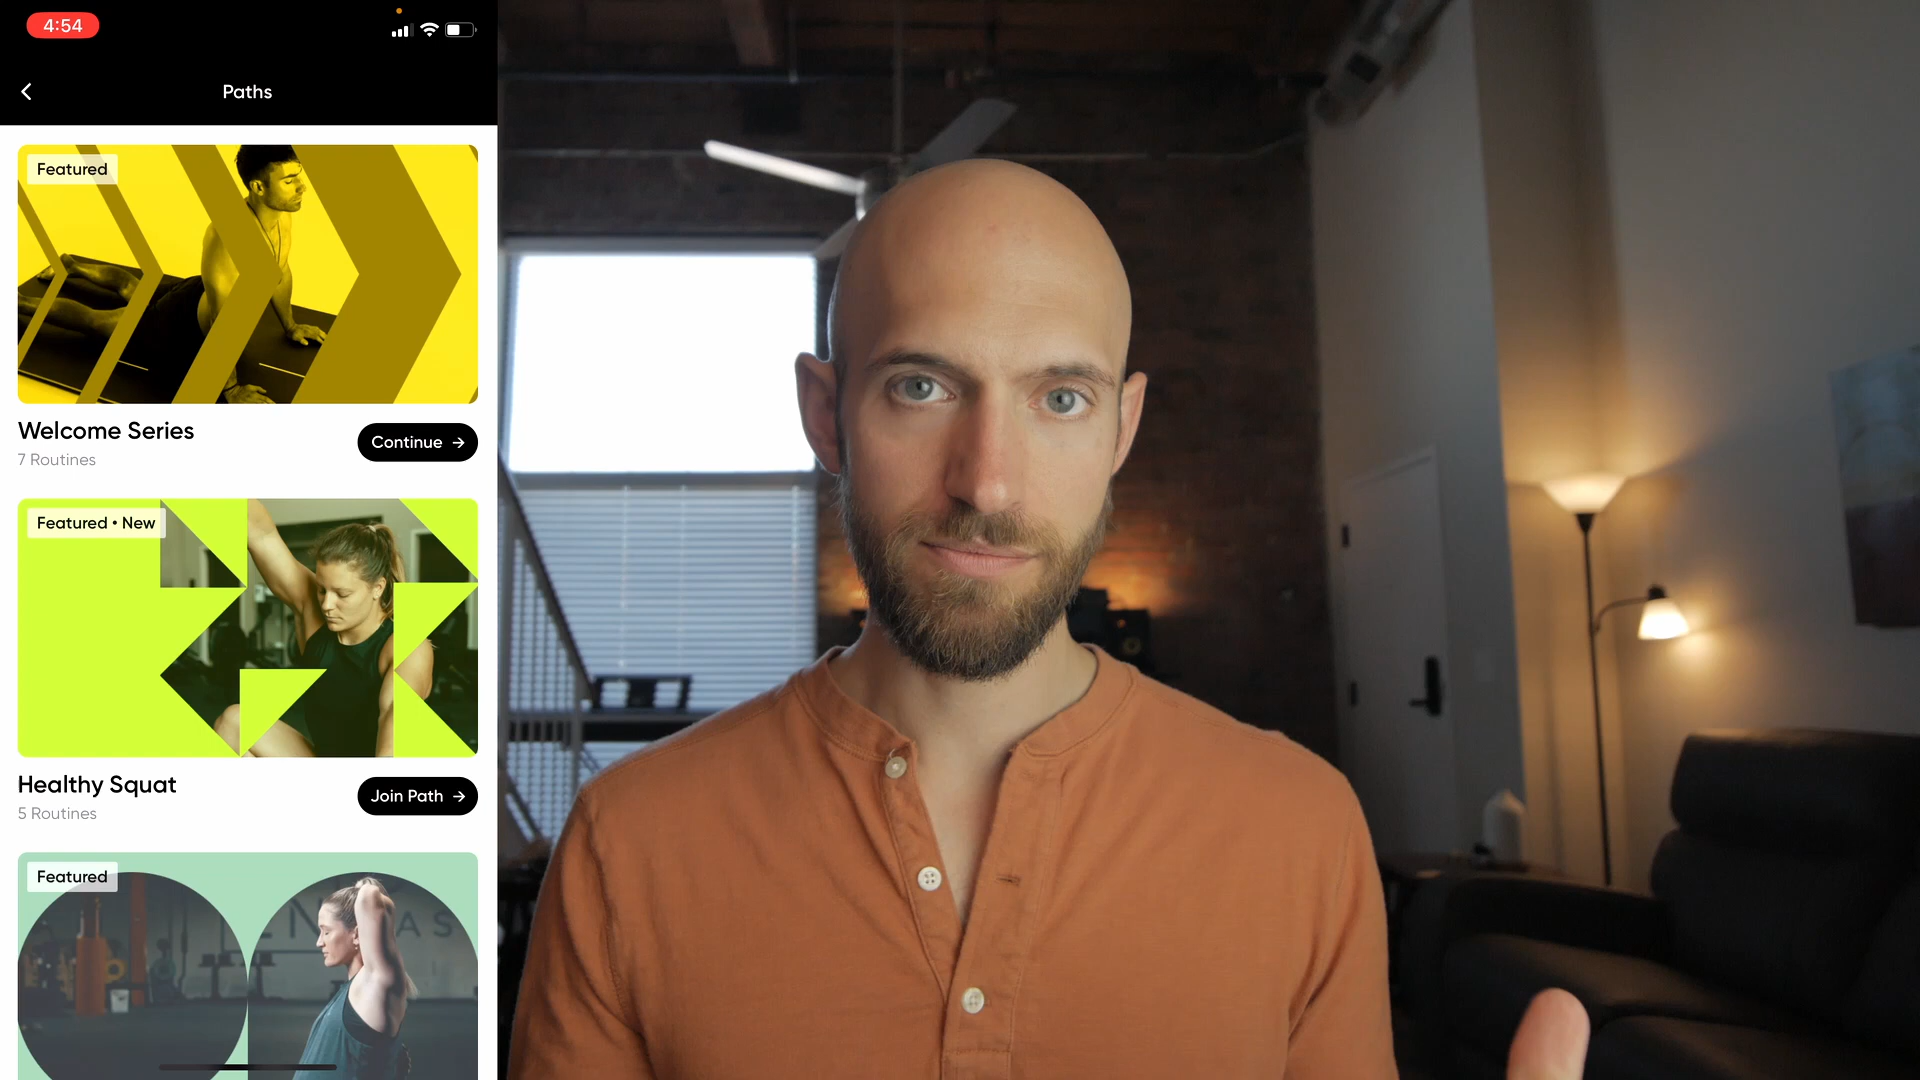 4:54
Paths
Featured
Welcome Series
7 Routines
Continue →
Featured • New
Healthy Squat
5 Routines
Join Path →
Featured